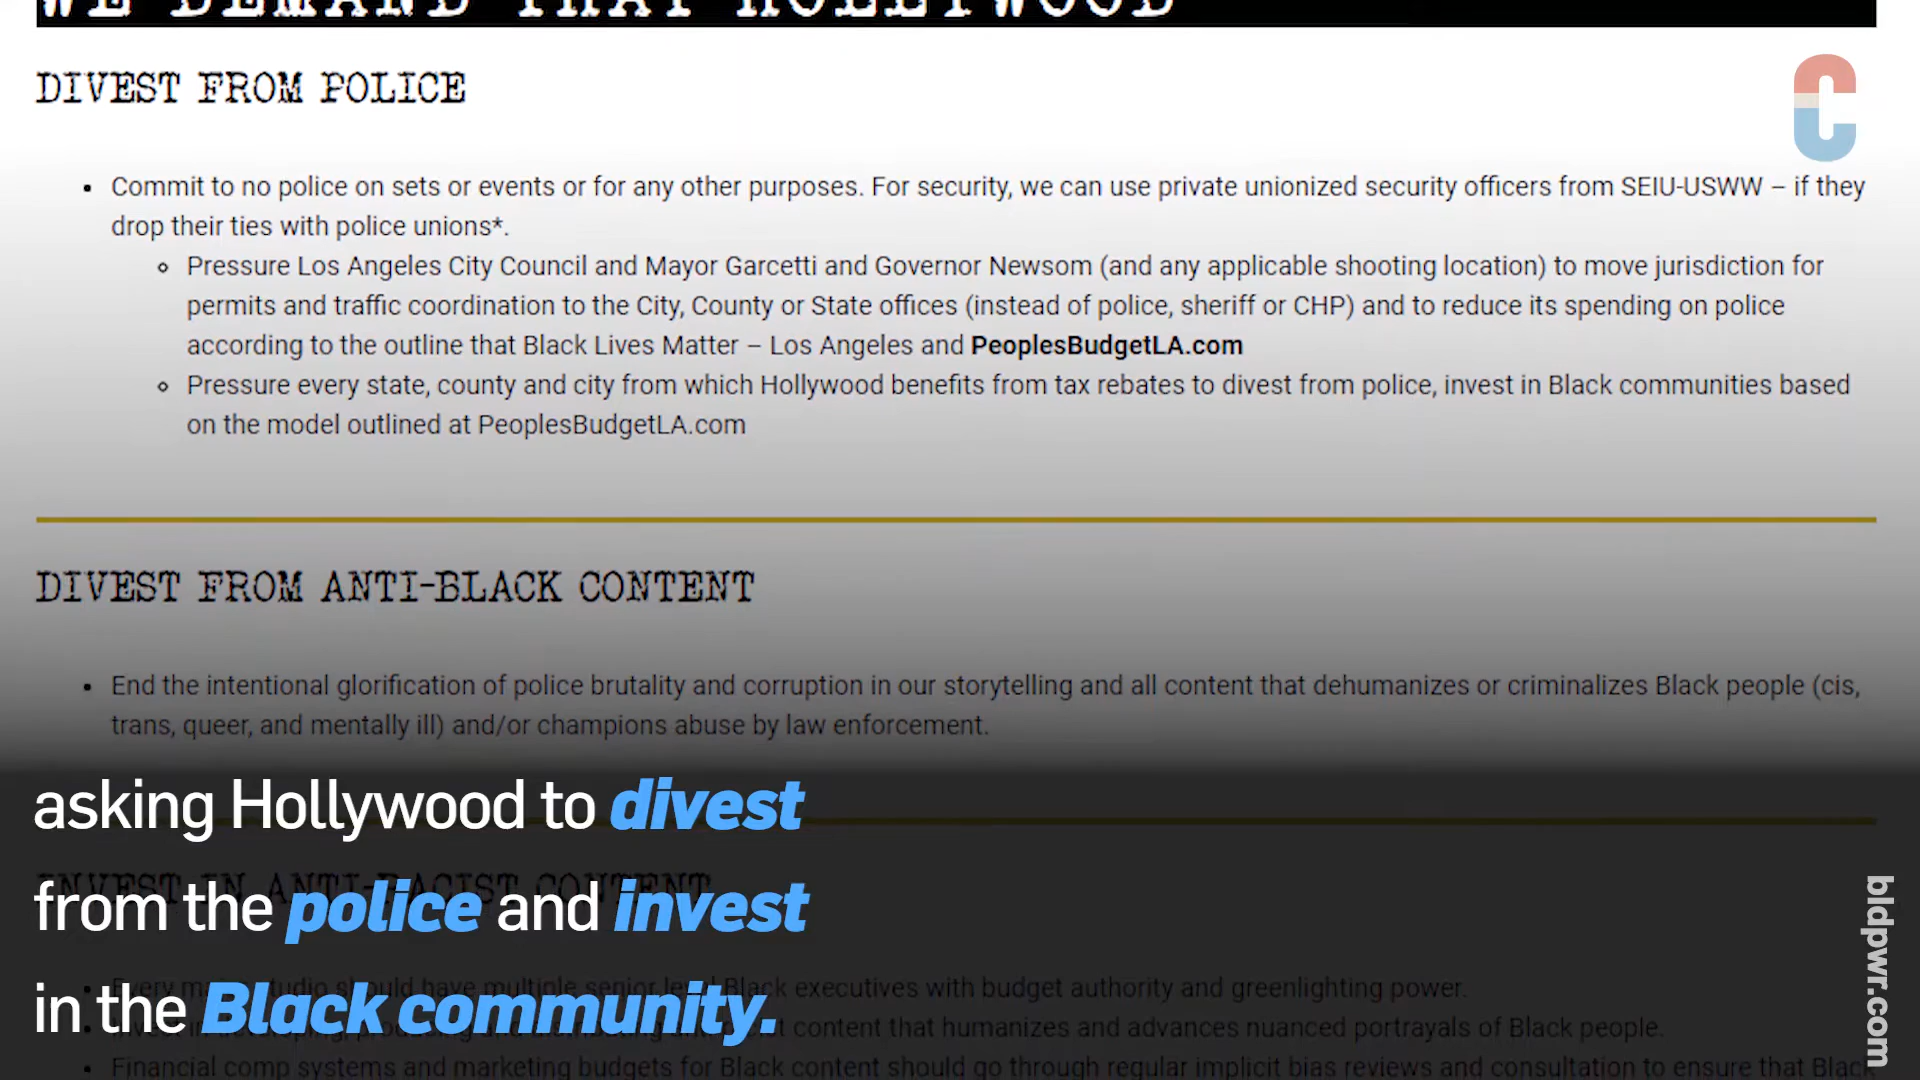 WE DEMAND THAT HOLLYWOOD
C
DIVEST FROM POLICE
• Commit to no police on sets or events or for any other purposes. For security, we can use private unionized security officers from SEIU-USWW – if they
drop their ties with police unions*.
Pressure Los Angeles City Council and Mayor Garcetti and Governor Newsom (and any applicable shooting location) to move jurisdiction for
permits and traffic coordination to the City, County or State offices (instead of police, sheriff or CHP) and to reduce its spending on police
according to the outline that Black Lives Matter – Los Angeles and PeoplesBudgetLA.com
Pressure every state, county and city from which Hollywood benefits from tax rebates to divest from police, invest in Black communities based
on the model outlined at PeoplesBudgetLA.com
DIVEST FROM ANTI-BLACK CONTENT
• End the intentional glorification of police brutality and corruption in our storytelling and all content that dehumanizes or criminalizes Black people (cis,
trans, queer, and mentally ill) and/or champions abuse by law enforcement.
INVEST IN ANTI-RACIST CONTENT
• Every major studio should have multiple senior level Black executives with budget authority and greenlighting power.
content that humanizes and advances nuanced portrayals of Black people.
• Financial comp systems and marketing budgets for Black content should go through regular implicit bias reviews and consultation to ensure that Black
asking Hollywood to divest
from the police and invest
in the Black community.
bldpwr.com